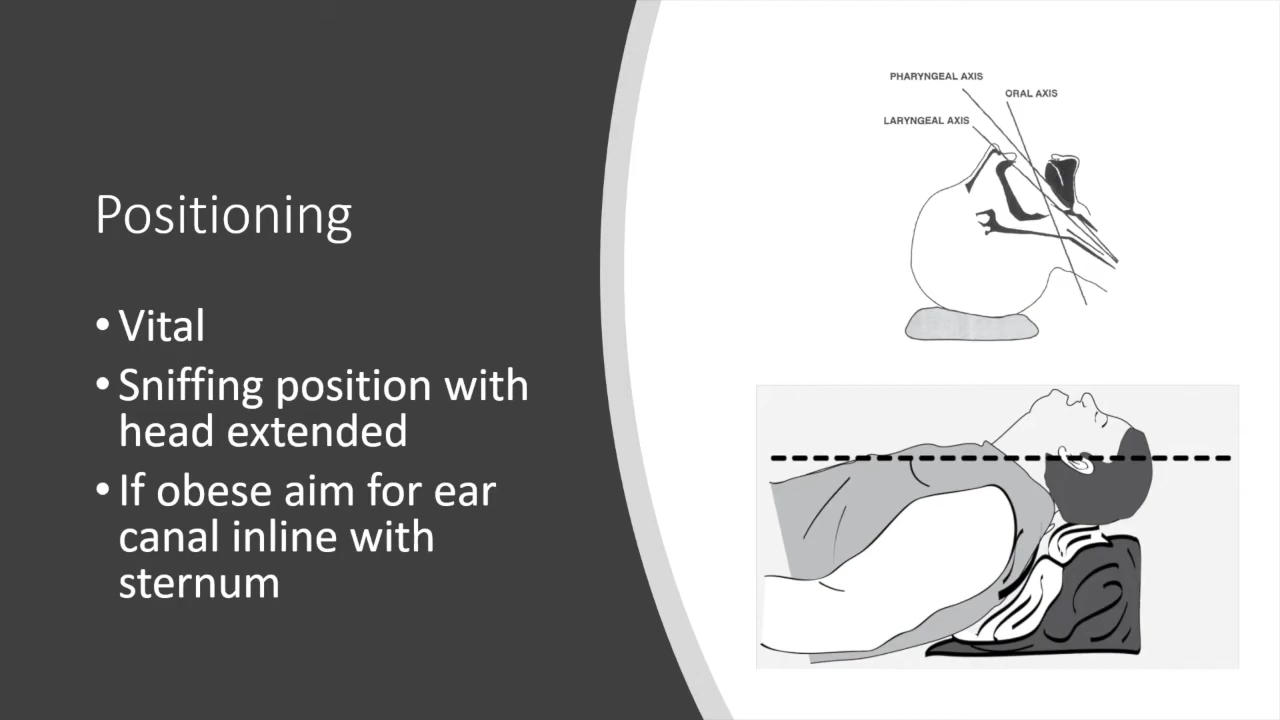 Positioning
• Vital
• Sniffing position with
head extended
• If obese aim for ear
canal inline with
sternum
PHARYNGEAL AXIS
ORAL AXIS
LARYNGEAL AXIS